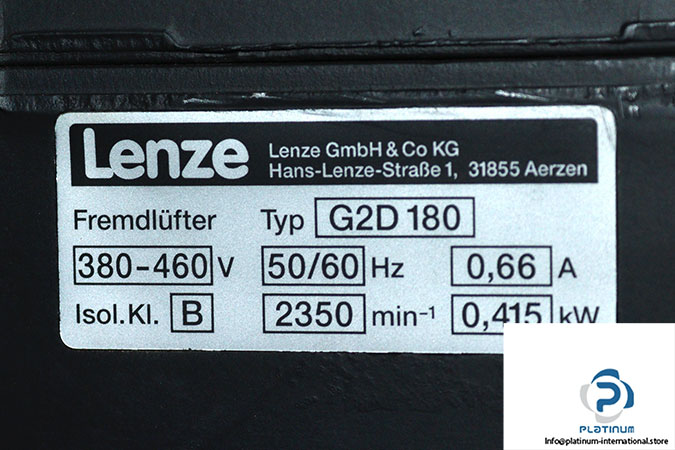 Lenze
Lenze GmbH & Co KG
Hans-Lenze-Straße 1, 31855 Aerzen
Fremdlüfter Typ G2D 180
380-460 V 50/60 Hz 0,66 A
Isol.Kl. B 2350 min⁻¹ 0,415 kW
PLATINUM
Info@platinum-international.store